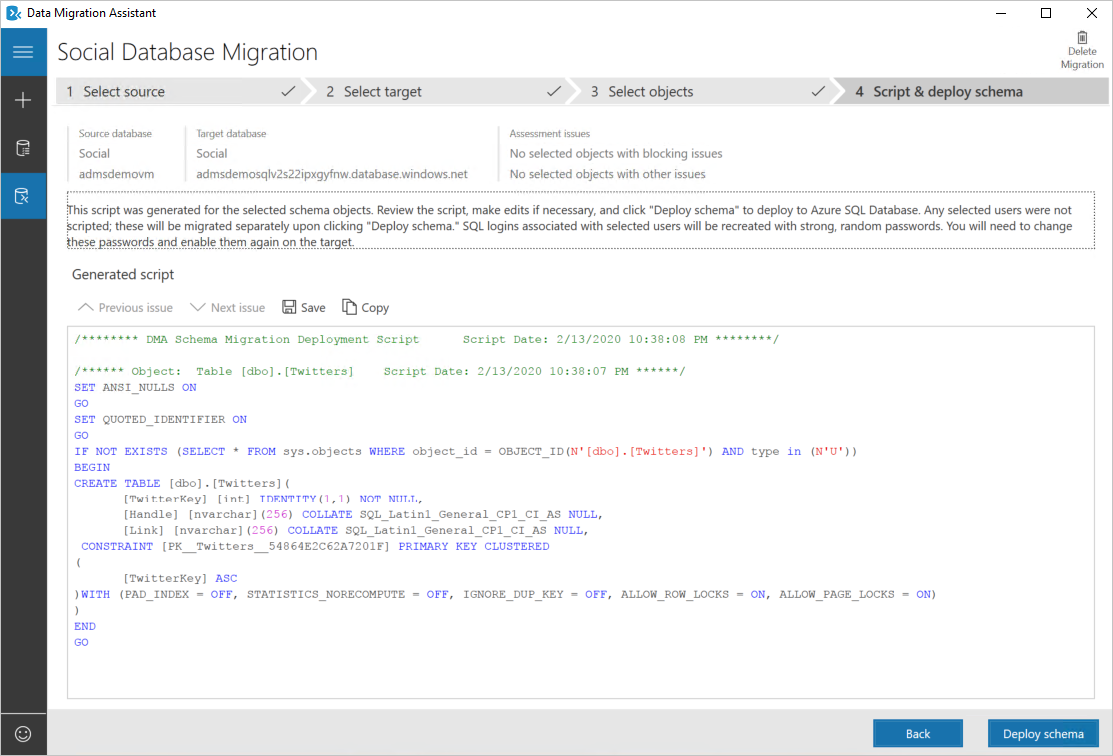 Data Migration Assistant
Social Database Migration
Delete
Migration
1 Select source
2 Select target
3 Select objects
4 Script & deploy schema
Source database
Social
admsdemovm
Target database
Social
admsdemosqlv2s22ipxgyfnw.database.windows.net
Assessment issues
No selected objects with blocking issues
No selected objects with other issues
This script was generated for the selected schema objects. Review the script, make edits if necessary, and click "Deploy schema" to deploy to Azure SQL Database. Any selected users were not
scripted; these will be migrated separately upon clicking "Deploy schema." SQL logins associated with selected users will be recreated with strong, random passwords. You will need to change
these passwords and enable them again on the target.
Generated script
Previous issue Next issue Save Copy
/******** DMA Schema Migration Deployment Script      Script Date: 2/13/2020 10:38:08 PM ********/
/****** Object:  Table [dbo].[Twitters]    Script Date: 2/13/2020 10:38:07 PM ******/
SET ANSI_NULLS ON
GO
SET QUOTED_IDENTIFIER ON
GO
IF NOT EXISTS (SELECT * FROM sys.objects WHERE object_id = OBJECT_ID(N'[dbo].[Twitters]') AND type in (N'U'))
BEGIN
CREATE TABLE [dbo].[Twitters](
[TwitterKey] [int] IDENTITY(1,1) NOT NULL,
[Handle] [nvarchar](256) COLLATE SQL_Latin1_General_CP1_CI_AS NULL,
[Link] [nvarchar](256) COLLATE SQL_Latin1_General_CP1_CI_AS NULL,
CONSTRAINT [PK__Twitters__54864E2C62A7201F] PRIMARY KEY CLUSTERED
(
[TwitterKey] ASC
)WITH (PAD_INDEX = OFF, STATISTICS_NORECOMPUTE = OFF, IGNORE_DUP_KEY = OFF, ALLOW_ROW_LOCKS = ON, ALLOW_PAGE_LOCKS = ON)
)
END
GO
Back
Deploy schema